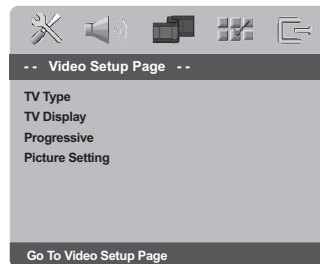 -- Video Setup Page --
TV Type
TV Display
Progressive
Picture Setting
Go To Video Setup Page